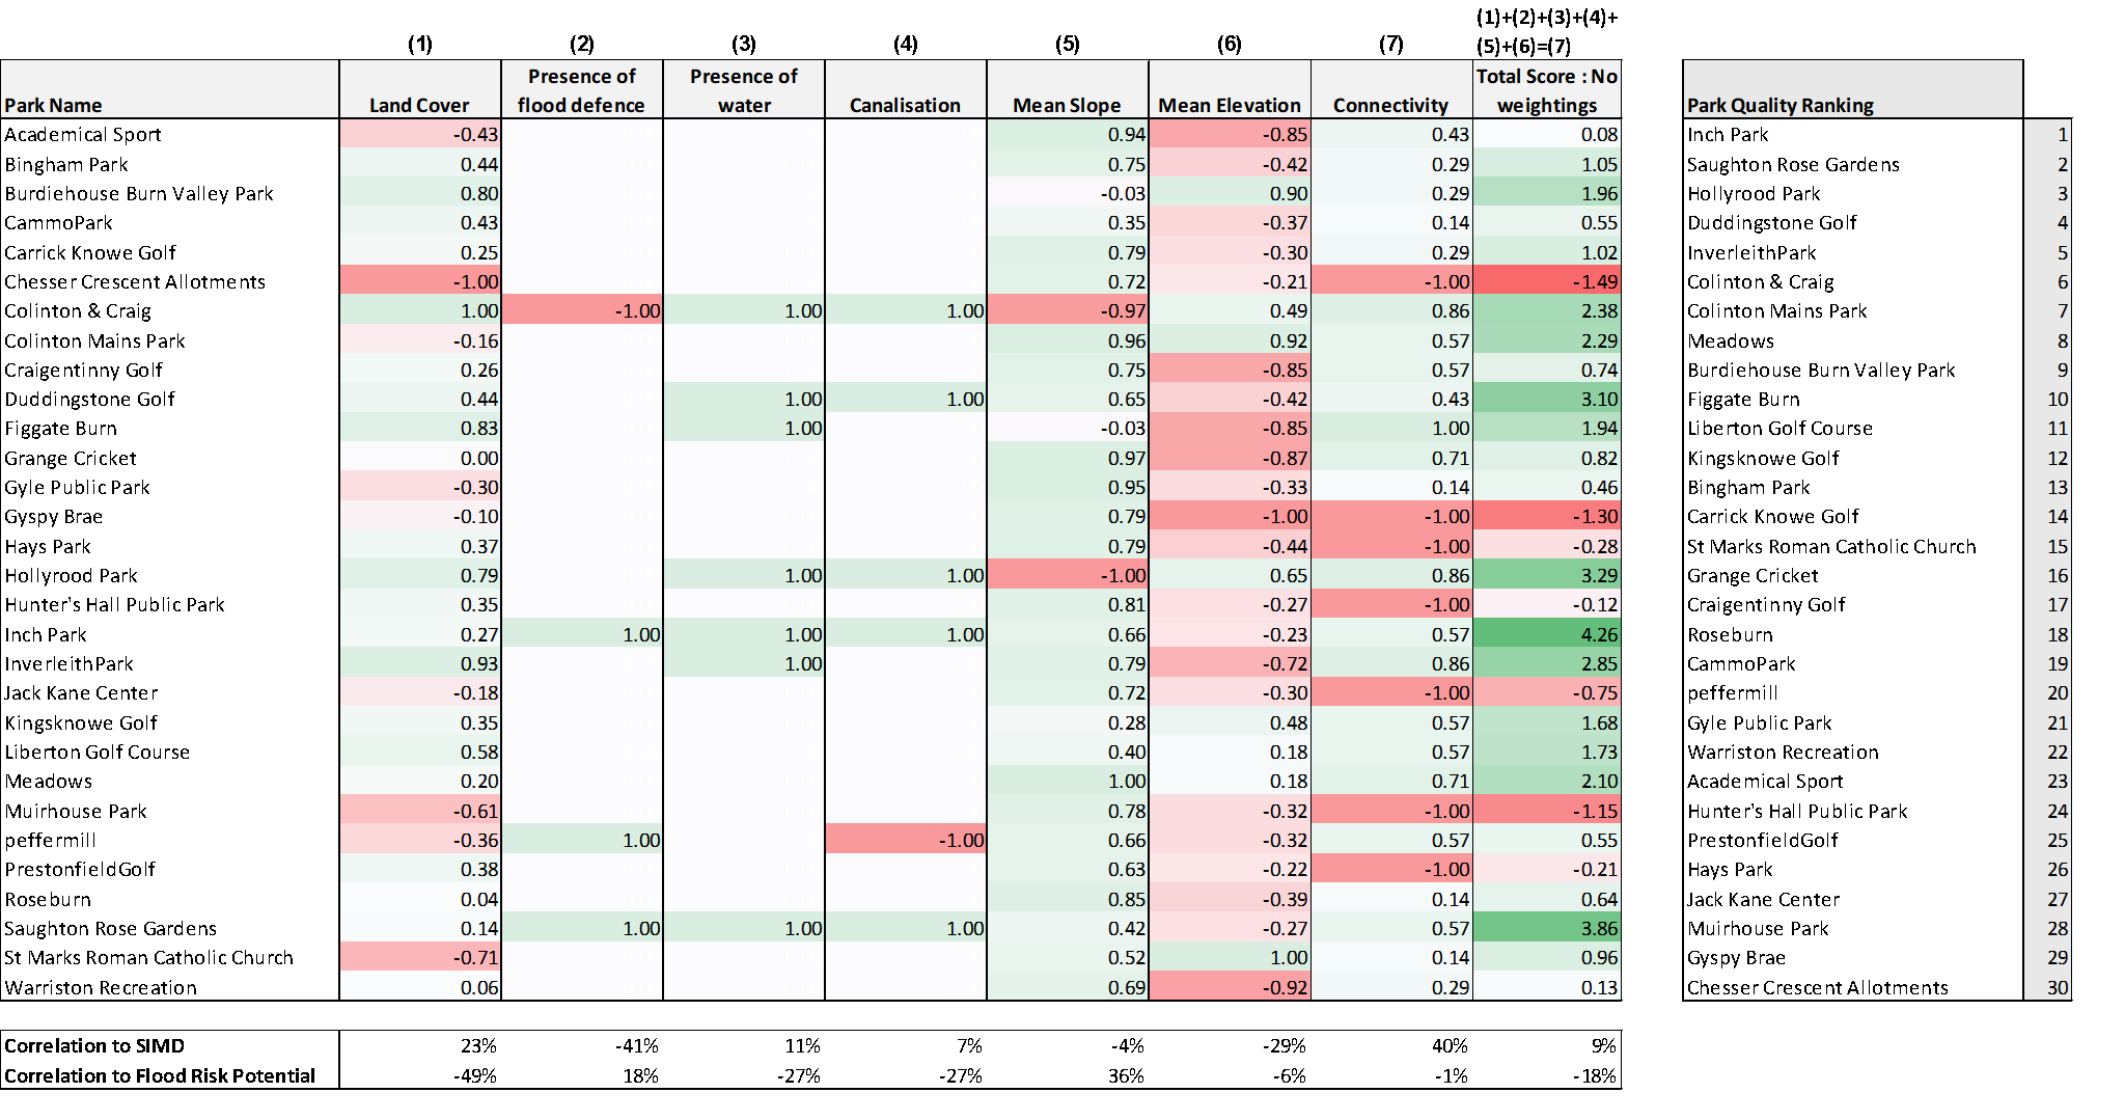 (1)+(2)+(3)+(4)+
(1) (2) (3) (4) (5) (6) (7) (5)+(6)=(7)
Presence of Presence of Total Score : No
Park Name Land Cover flood defence water Canalisation Mean Slope Mean Elevation Connectivity weightings Park Quality Ranking
Academical Sport -0.43 0.94 -0.85 0.43 0.08 Inch Park 1
Bingham Park 0.44 0.75 -0.42 0.29 1.05 Saughton Rose Gardens 2
Burdiehouse Burn Valley Park 0.80 -0.03 0.90 0.29 1.96 Hollyrood Park 3
CammoPark 0.43 0.35 -0.37 0.14 0.55 Duddingstone Golf 4
Carrick Knowe Golf 0.25 0.79 -0.30 0.29 1.02 InverleithPark 5
Chesser Crescent Allotments -1.00 0.72 -0.21 -1.00 -1.49 Colinton & Craig 6
Colinton & Craig 1.00 -1.00 1.00 1.00 -0.97 0.49 0.86 2.38 Colinton Mains Park 7
Colinton Mains Park -0.16 0.96 0.92 0.57 2.29 Meadows 8
Craigentinny Golf 0.26 0.75 -0.85 0.57 0.74 Burdiehouse Burn Valley Park 9
Duddingstone Golf 0.44 1.00 1.00 0.65 -0.42 0.43 3.10 Figgate Burn 10
Figgate Burn 0.83 1.00 -0.03 -0.85 1.00 1.94 Liberton Golf Course 11
Grange Cricket 0.00 0.97 -0.87 0.71 0.82 Kingsknowe Golf 12
Gyle Public Park -0.30 0.95 -0.33 0.14 0.46 Bingham Park 13
Gyspy Brae -0.10 0.79 -1.00 -1.00 -1.30 Carrick Knowe Golf 14
Hays Park 0.37 0.79 -0.44 -1.00 -0.28 St Marks Roman Catholic Church 15
Hollyrood Park 0.79 1.00 1.00 -1.00 0.65 0.86 3.29 Grange Cricket 16
Hunter's Hall Public Park 0.35 0.81 -0.27 -1.00 -0.12 Craigentinny Golf 17
Inch Park 0.27 1.00 1.00 1.00 0.66 -0.23 0.57 4.26 Roseburn 18
InverleithPark 0.93 1.00 0.79 -0.72 0.86 2.85 CammoPark 19
Jack Kane Center -0.18 0.72 -0.30 -1.00 -0.75 peffermill 20
Kingsknowe Golf 0.35 0.28 0.48 0.57 1.68 Gyle Public Park 21
Liberton Golf Course 0.58 0.40 0.18 0.57 1.73 Warriston Recreation 22
Meadows 0.20 1.00 0.18 0.71 2.10 Academical Sport 23
Muirhouse Park -0.61 0.78 -0.32 -1.00 -1.15 Hunter's Hall Public Park 24
peffermill -0.36 1.00 -1.00 0.66 -0.32 0.57 0.55 PrestonfieldGolf 25
PrestonfieldGolf 0.38 0.63 -0.22 -1.00 -0.21 Hays Park 26
Roseburn 0.04 0.85 -0.39 0.14 0.64 Jack Kane Center 27
Saughton Rose Gardens 0.14 1.00 1.00 1.00 0.42 -0.27 0.57 3.86 Muirhouse Park 28
St Marks Roman Catholic Church -0.71 0.52 1.00 0.14 0.96 Gyspy Brae 29
Warriston Recreation 0.06 0.69 -0.92 0.29 0.13 Chesser Crescent Allotments 30
Correlation to SIMD 23% -41% 11% 7% -4% -29% 40% 9%
Correlation to Flood Risk Potential -49% 18% -27% -27% 36% -6% -1% -18%